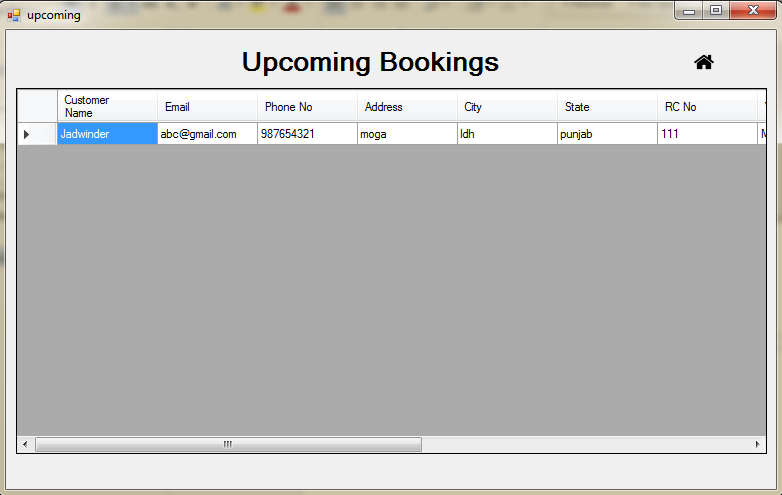 upcoming
Upcoming Bookings
Customer Name Email Phone No Address City State RC No
Jadwinder abc@gmail.com 987654321 moga ldh punjab 111